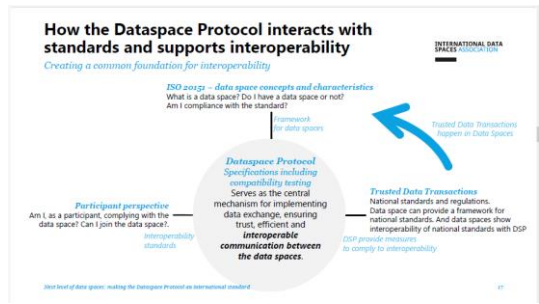 How the Dataspace Protocol interacts with
standards and supports interoperability
Creating a common foundation for interoperability
INTERNATIONAL DATA
SPACES ASSOCIATION
ISO 20151 – data space concepts and characteristics
What is a data space? Do I have a data space or not?
Am I compliance with the standard?
Framework
for data spaces
Trusted Data Transactions
happen in Data Spaces
Dataspace Protocol
Specifications including
compatibility testing
Serves as the central
mechanism for implementing
data exchange, ensuring
trust, efficient and
interoperable
communication between
the data spaces.
Participant perspective
Am I, as a participant, complying with the
data space? Can I join the data space?.
Interoperability
standards
Trusted Data Transactions
National standards and regulations.
Data space can provide a framework for
national standards. And data spaces show
interoperability of national standards with DSP
DSP provide measures
to comply to interoperability
Next level of data spaces: making the Dataspace Protocol an international standard